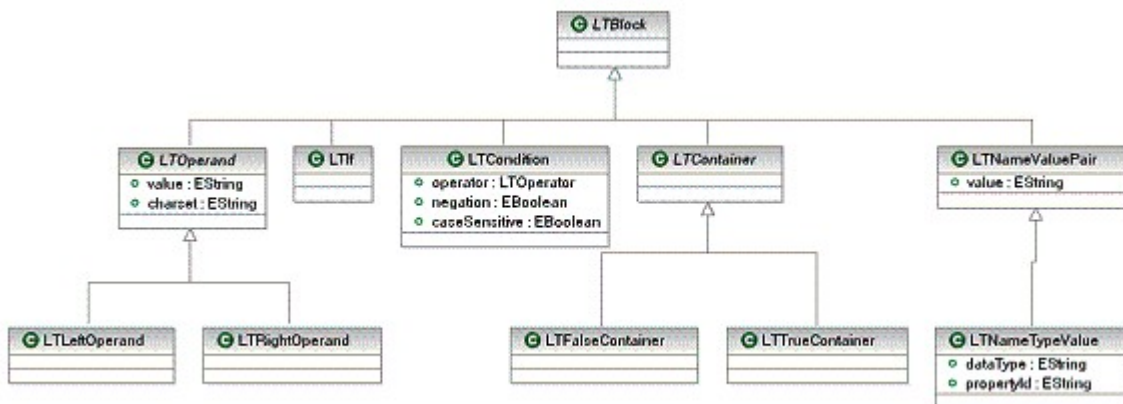 LTBlock
LTOperand
value : EString
charset : EString
LTIf
LTCondition
operator : LTOperator
negation : EBoolean
caseSensitive : EBoolean
LTContainer
LTNameValuePair
value : EString
LTLeftOperand
LTRightOperand
LTFalseContainer
LTTrueContainer
LTNameTypeValue
dataType : EString
propertyId : EString